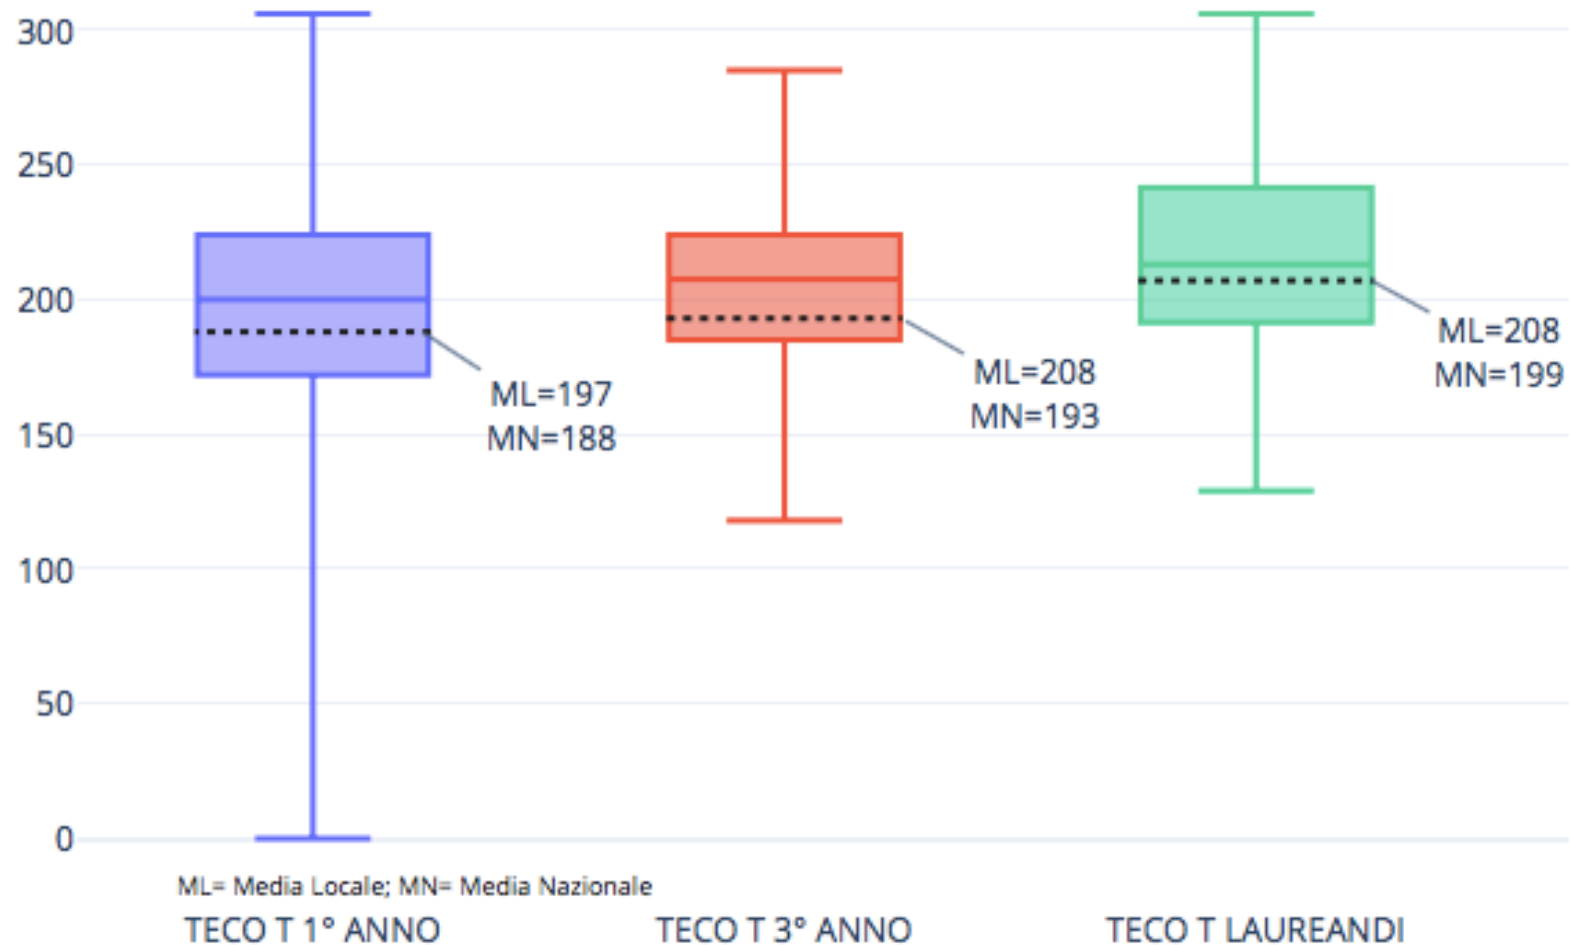 300
250
200
150
100
50
0
ML=197
MN=188
ML=208
MN=193
ML=208
MN=199
ML= Media Locale; MN= Media Nazionale
TECO T 1° ANNO
TECO T 3° ANNO
TECO T LAUREANDI